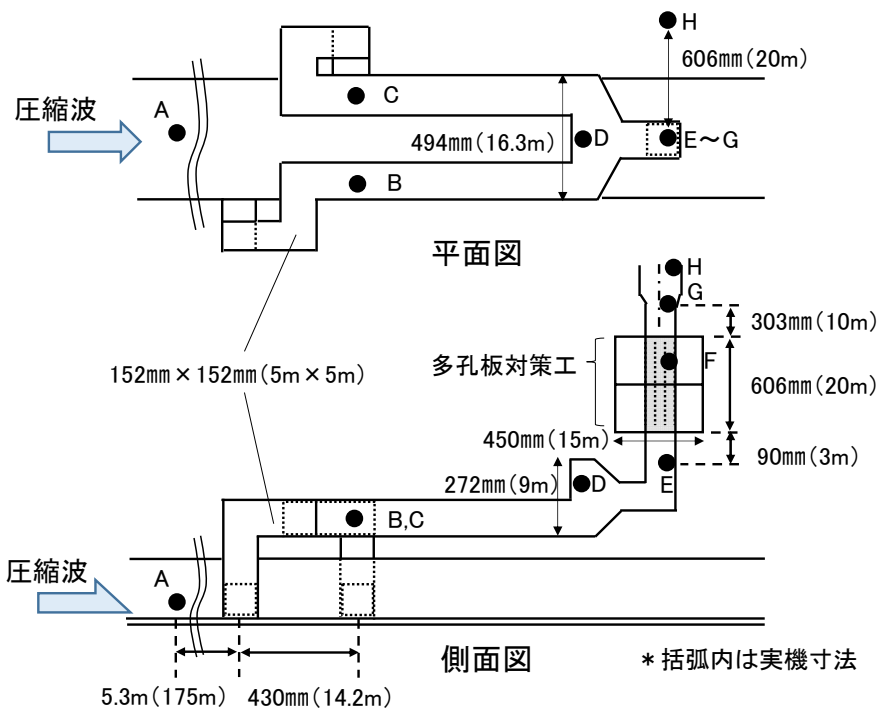 H
606mm(20m)
A
圧縮波
C
494mm(16.3m)
D
E～G
B
平面図
H
G
303mm(10m)
152mm×152mm(5m×5m)
多孔板対策工
F
606mm(20m)
450mm(15m)
90mm(3m)
272mm(9m)
D
E
B,C
圧縮波
A
側面図
＊括弧内は実機寸法
5.3m(175m)
430mm(14.2m)